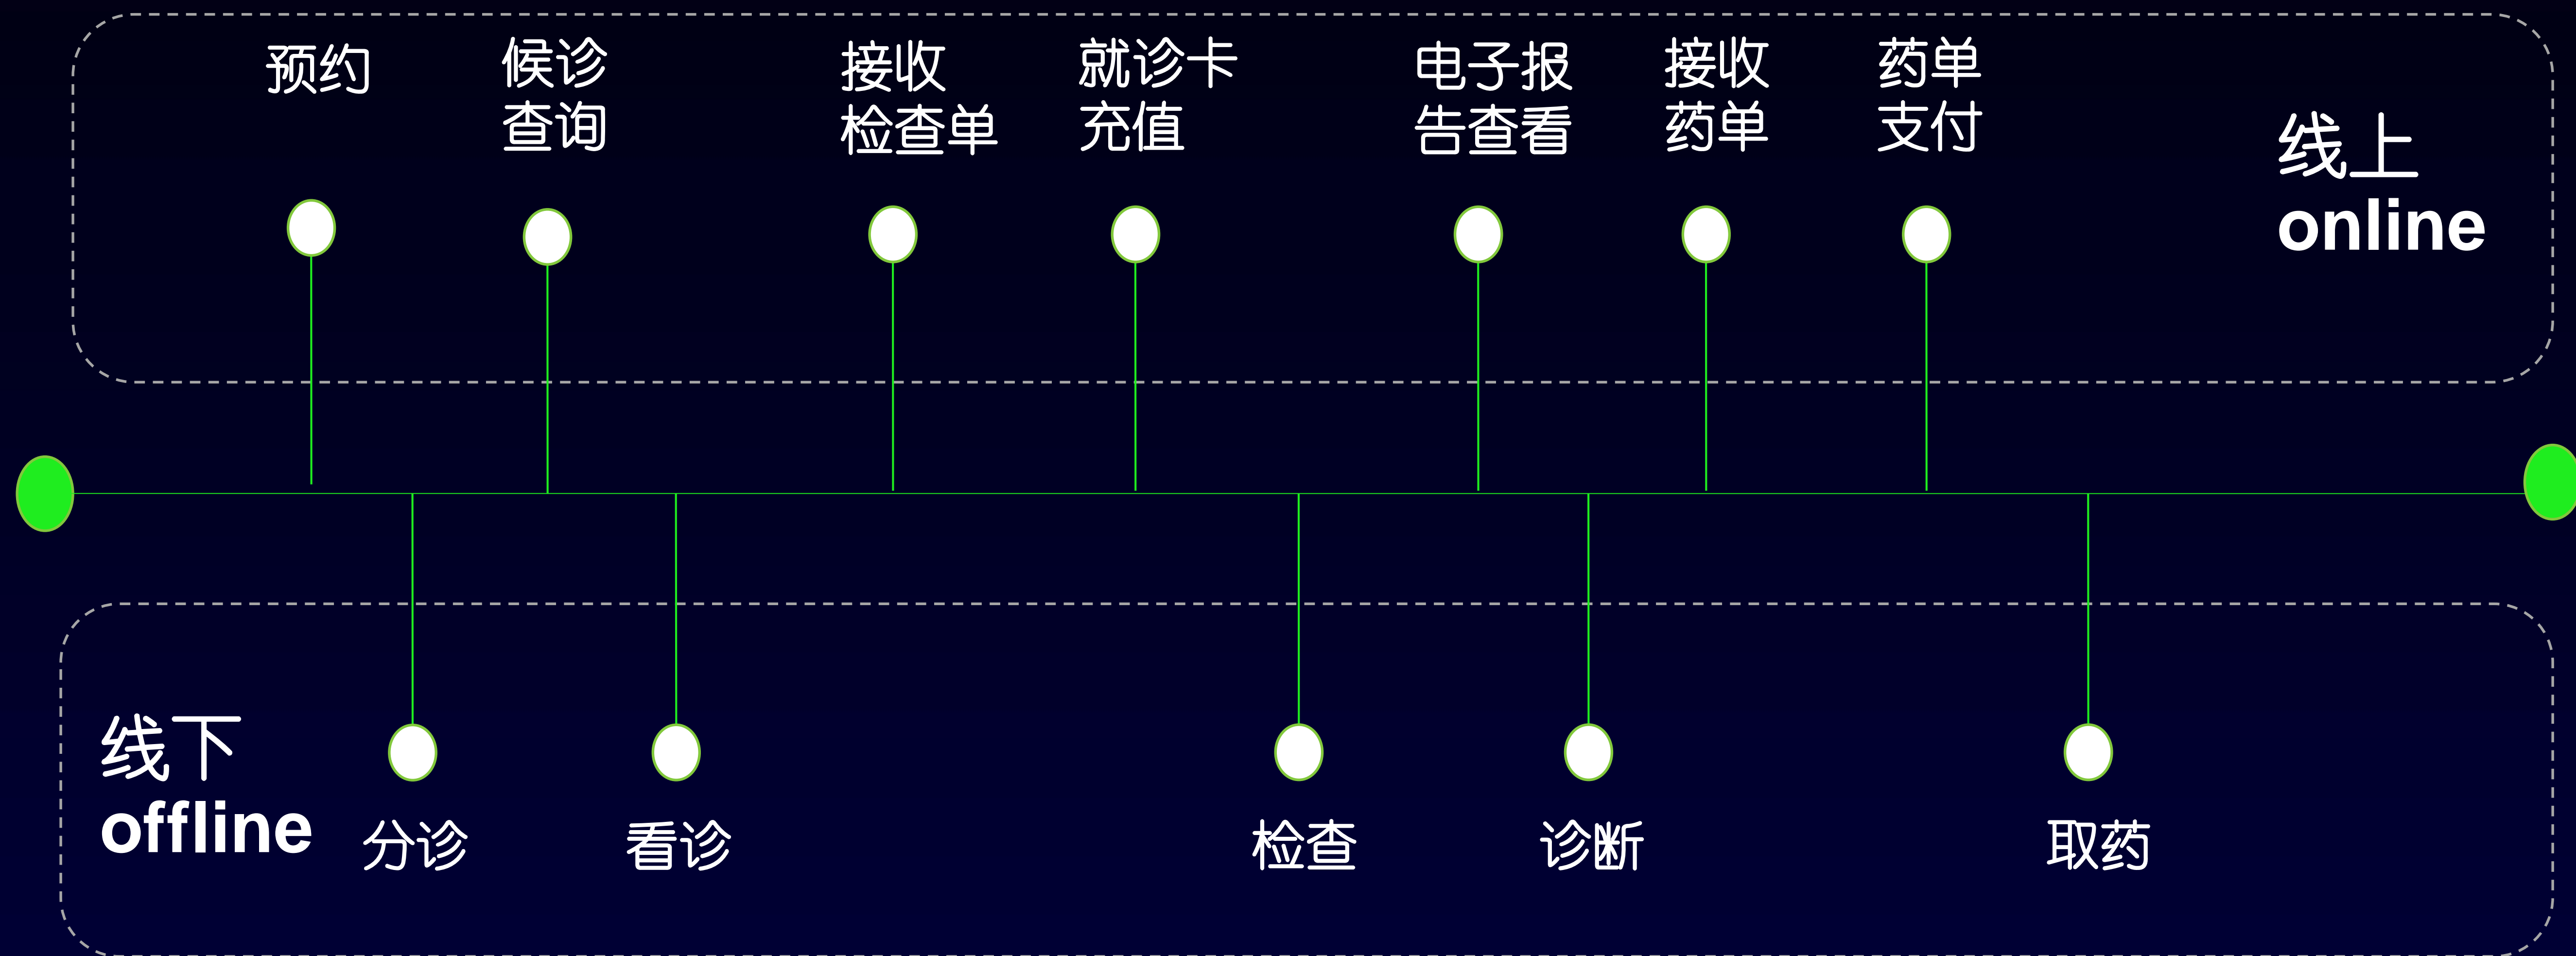 预约
候诊
查询
接收
检查单
就诊卡
充值
电子报
告查看
接收
药单
药单
支付
线上
online
线下
offline
分诊
看诊
检查
诊断
取药